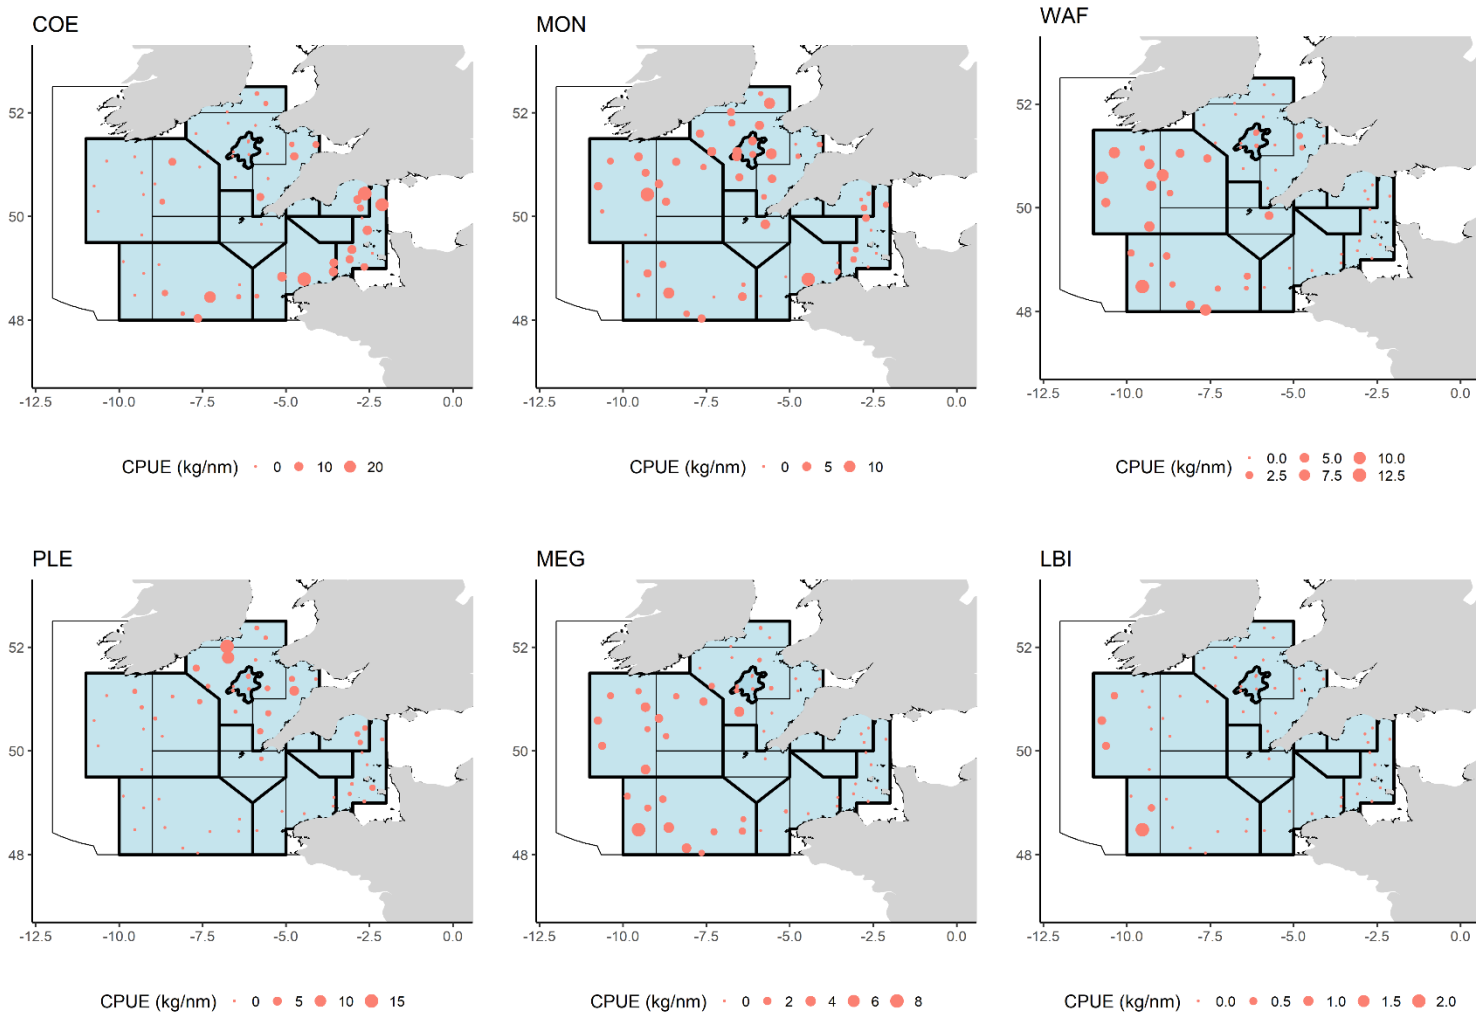 COE
MON
WAF
52
50
48
-12.5 -10.0 -7.5 -5.0 -2.5 0.0
CPUE (kg/nm) 0 10 20
52
50
48
-12.5 -10.0 -7.5 -5.0 -2.5 0.0
CPUE (kg/nm) 0 5 10
52
50
48
-12.5 -10.0 -7.5 -5.0 -2.5 0.0
CPUE (kg/nm) 0.0 5.0 10.0
2.5 7.5 12.5
PLE
MEG
LBI
52
50
48
-12.5 -10.0 -7.5 -5.0 -2.5 0.0
CPUE (kg/nm) 0 5 10 15
52
50
48
-12.5 -10.0 -7.5 -5.0 -2.5 0.0
CPUE (kg/nm) 0 2 4 6 8
52
50
48
-12.5 -10.0 -7.5 -5.0 -2.5 0.0
CPUE (kg/nm) 0.0 0.5 1.0 1.5 2.0